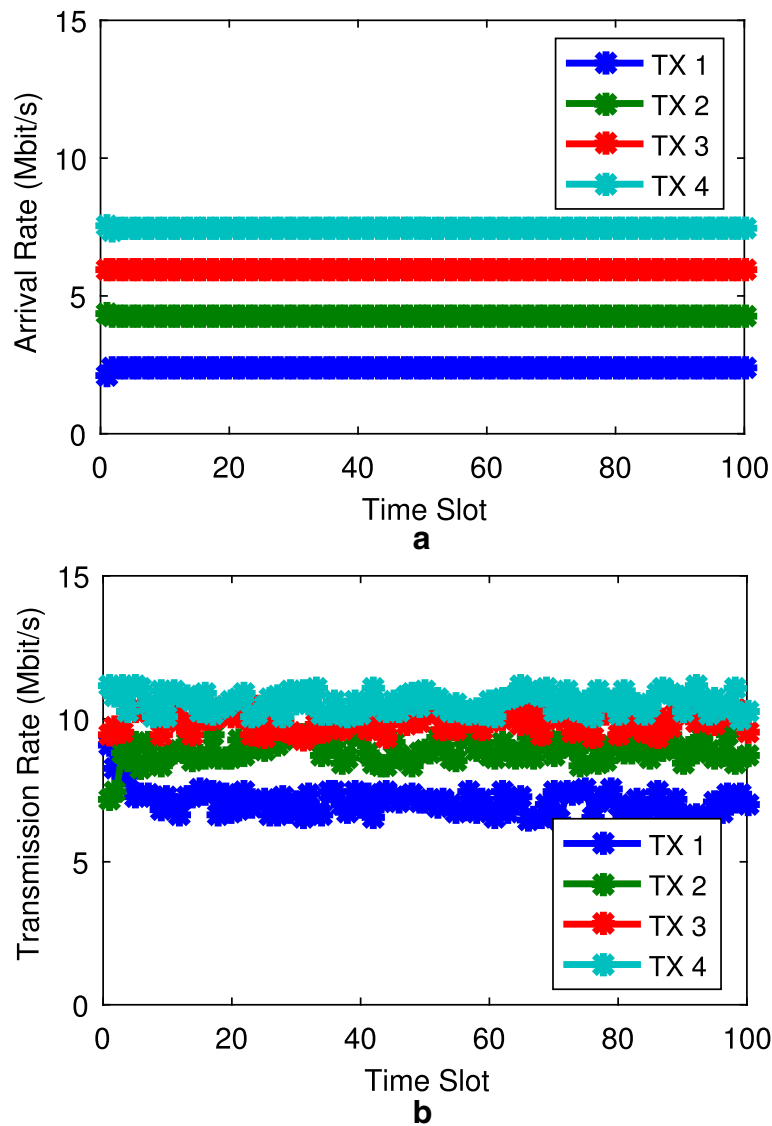 15
10
5
0
Arrival Rate (Mbit/s)
TX 1
TX 2
TX 3
TX 4
0 20 40 60 80 100
Time Slot
a
15
10
5
0
Transmission Rate (Mbit/s)
TX 1
TX 2
TX 3
TX 4
0 20 40 60 80 100
Time Slot
b